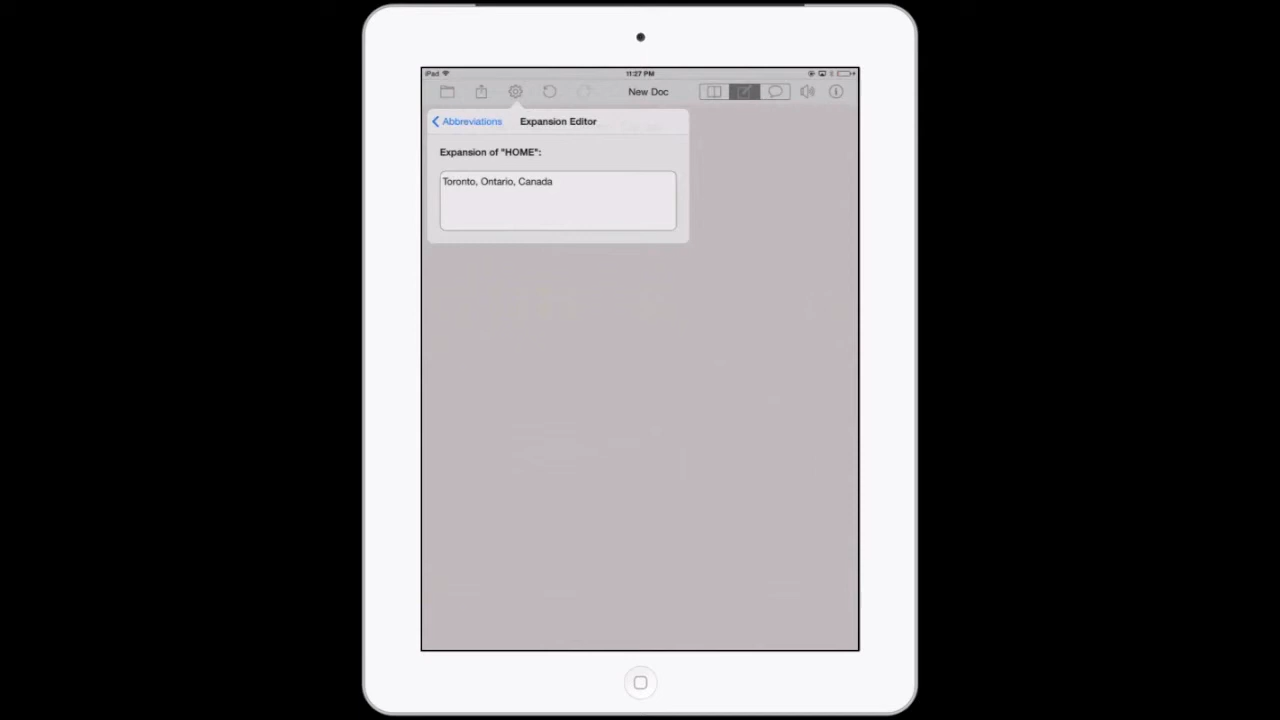 iPad 11:27 PM
New Doc
Abbreviations Expansion Editor
Expansion of "HOME":
Toronto, Ontario, Canada